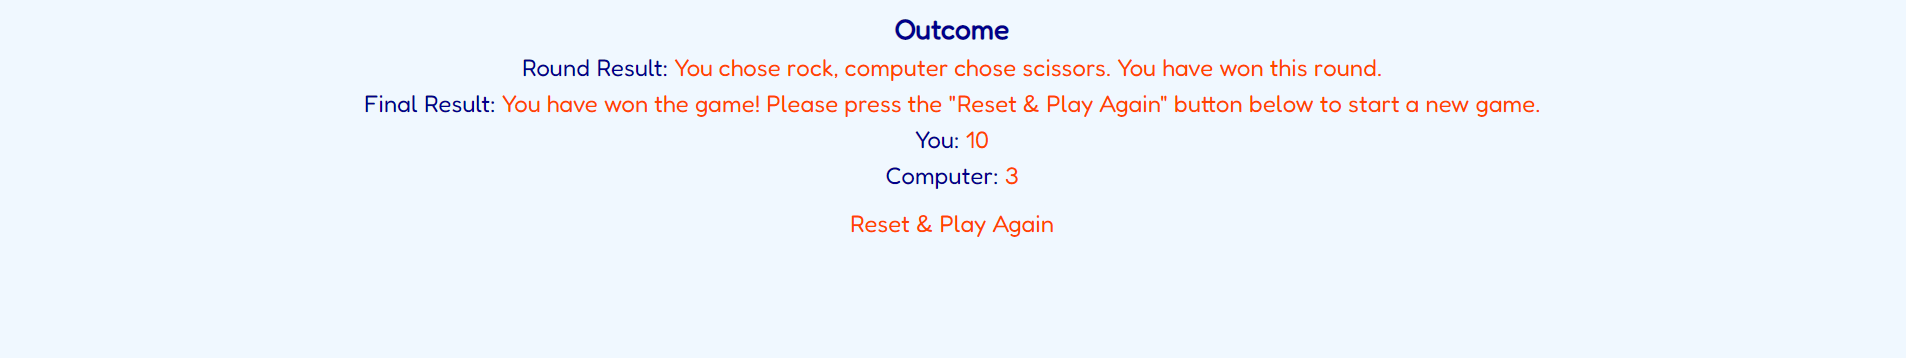 Outcome
Round Result: You chose rock, computer chose scissors. You have won this round.
Final Result: You have won the game! Please press the "Reset & Play Again" button below to start a new game.
You: 10
Computer: 3
Reset & Play Again